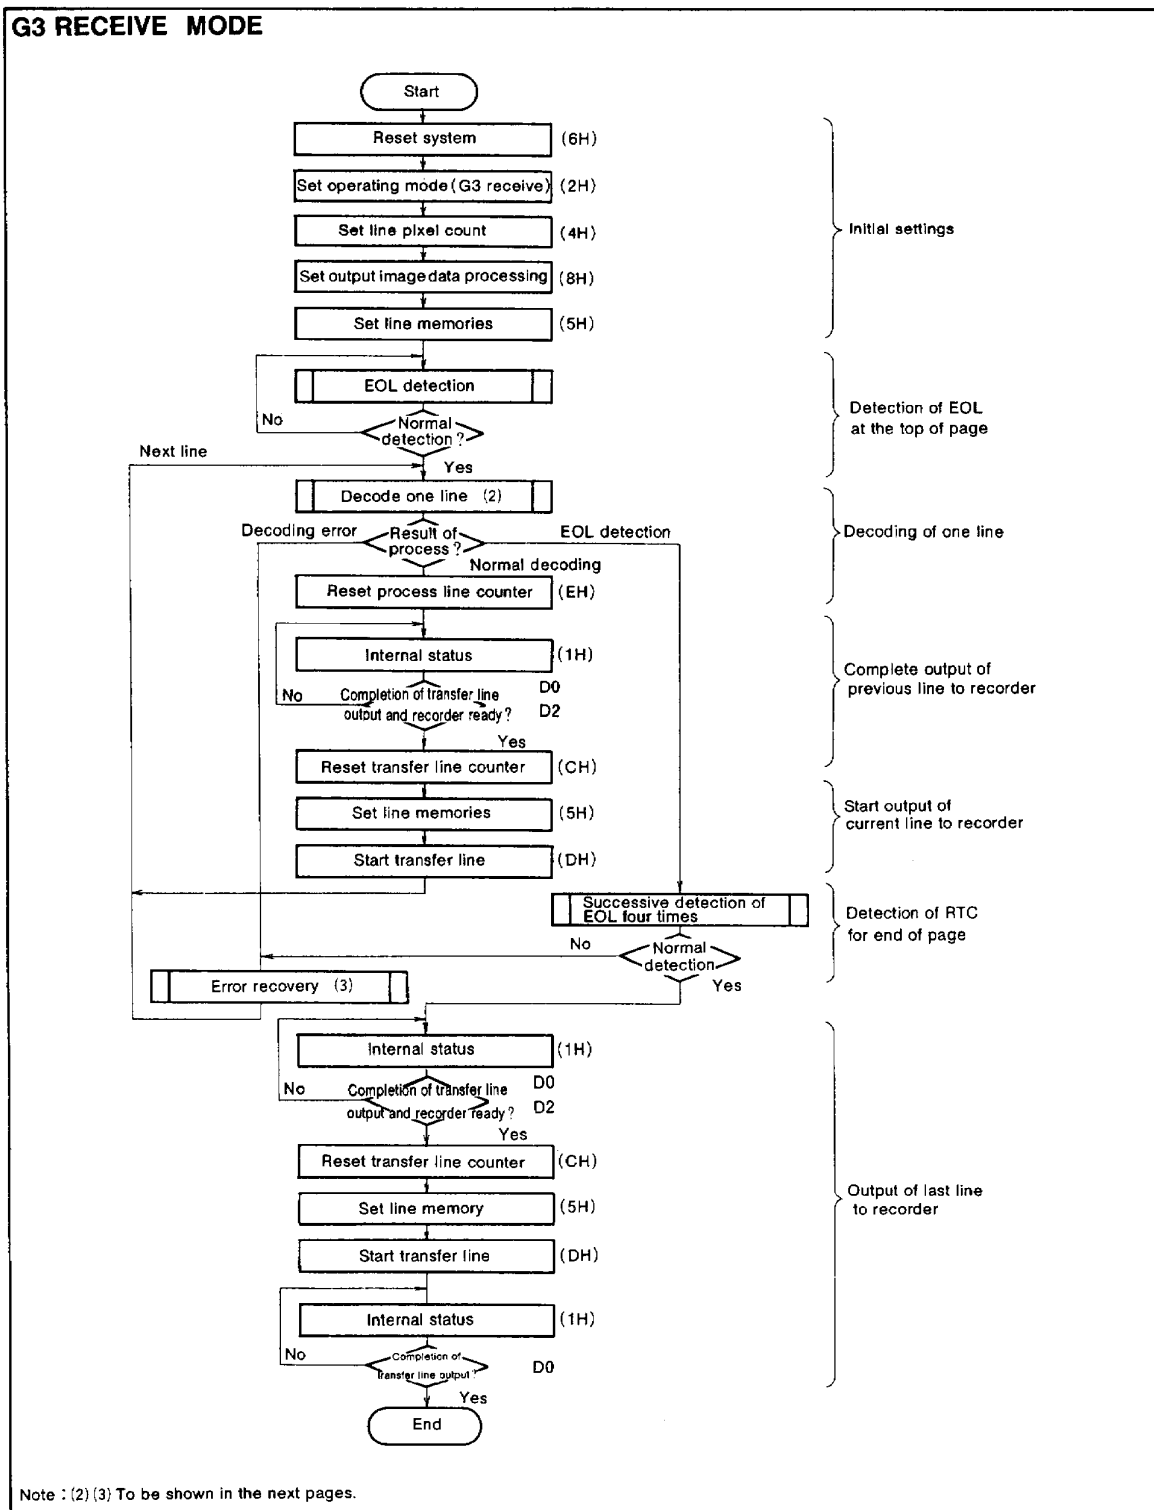 G3 RECEIVE MODE
Start
Reset system (6H)
Set operating mode (G3 receive) (2H)
Set line pixel count (4H)
Initial settings
Set output image data processing (8H)
Set line memories (5H)
EOL detection
No
Normal
detection?
Detection of EOL
at the top of page
Next line
Yes
Decode one line (2)
Decoding error
Result of
process?
EOL detection
Decoding of one line
Normal decoding
Reset process line counter (EH)
Internal status (1H)
No
Completion of transfer line
output and recorder ready?
D0
D2
Complete output of
previous line to recorder
Yes
Reset transfer line counter (CH)
Set line memories (5H)
Start output of
current line to recorder
Start transfer line (DH)
Successive detection of
EOL four times
Detection of RTC
for end of page
No
Normal
detection
Yes
Error recovery (3)
Internal status (1H)
No
Completion of transfer line
output and recorder ready?
D0
D2
Yes
Reset transfer line counter (CH)
Set line memory (5H)
Output of last line
to recorder
Start transfer line (DH)
Internal status (1H)
No
Completion of
transfer line output?
D0
Yes
End
Note : (2) (3) To be shown in the next pages.